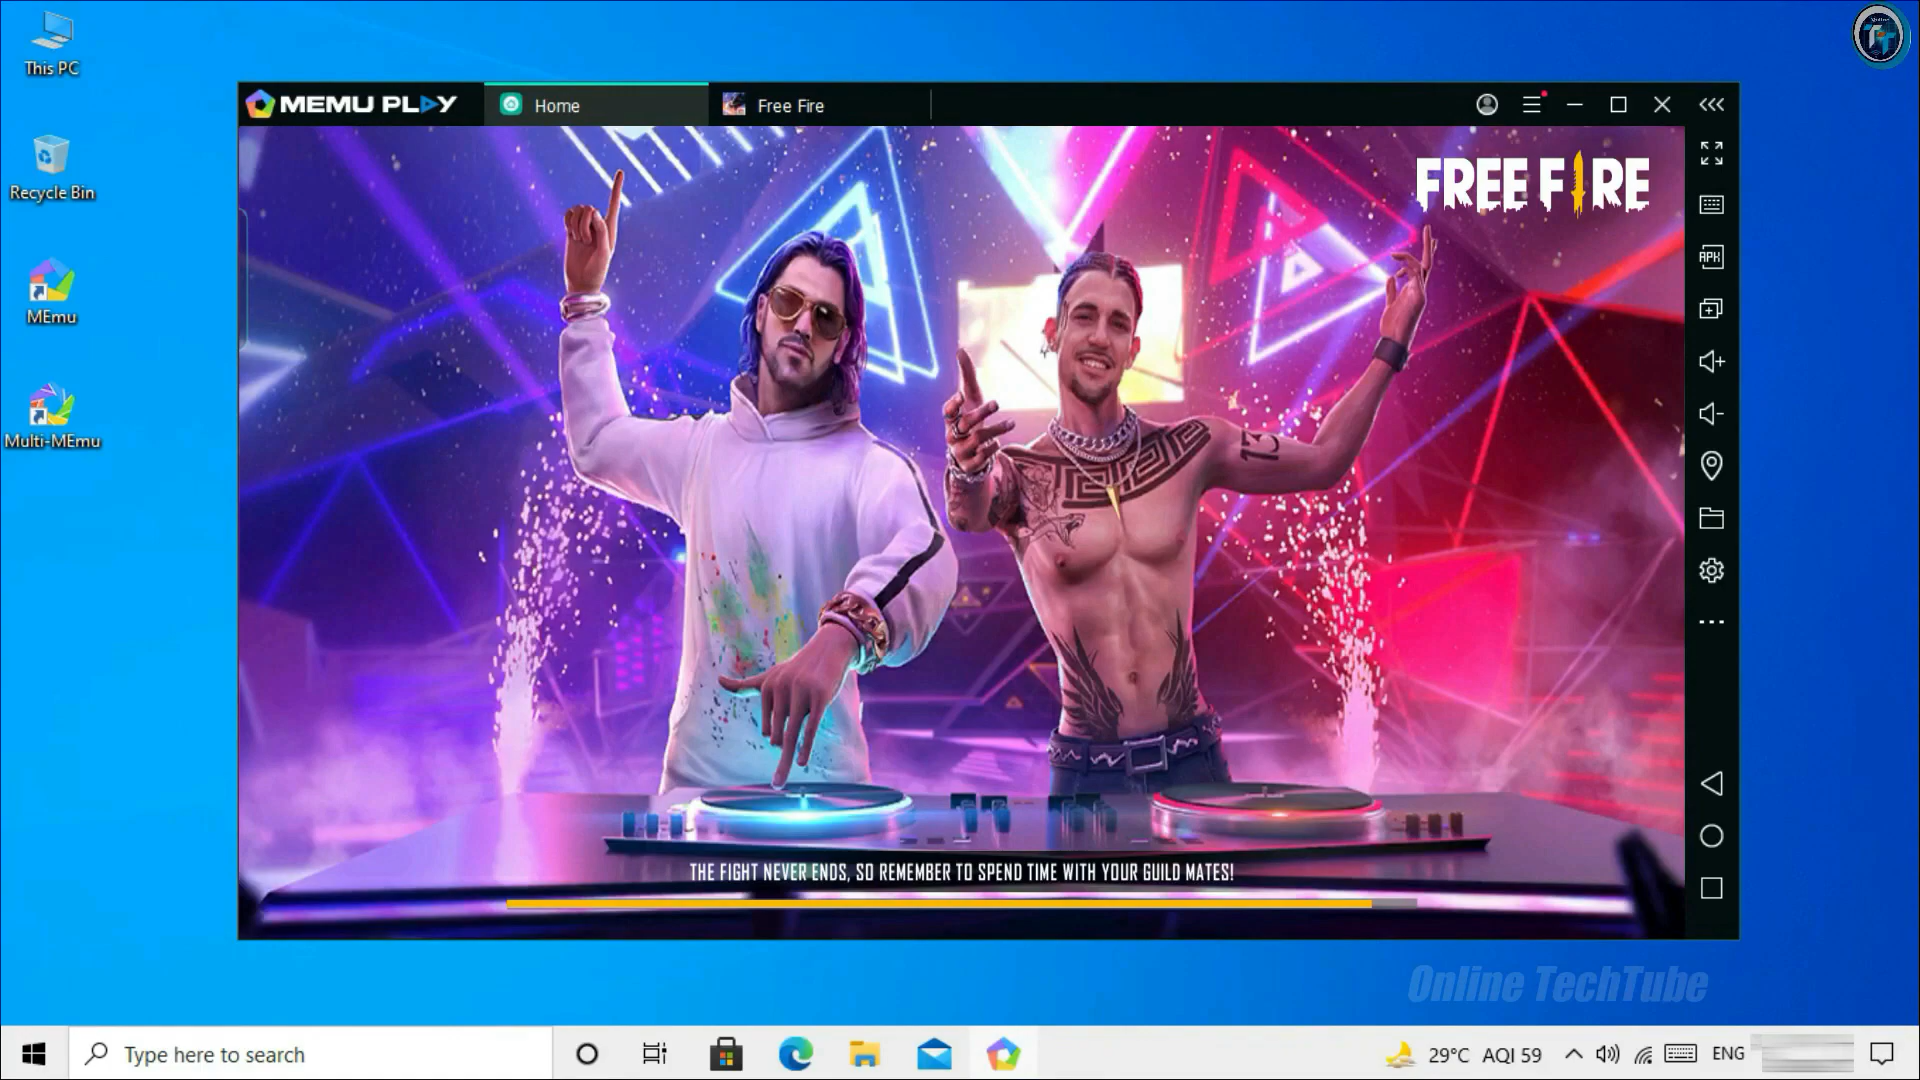 This PC
Recycle Bin
MEmu
Multi-MEmu
MEMU PLAY
Home
Free Fire
FREE FIRE
APK
13
THE FIGHT NEVER ENDS, SO REMEMBER TO SPEND TIME WITH YOUR GUILD MATES!
Online TechTube
Type here to search
29°C AQI 59
ENG